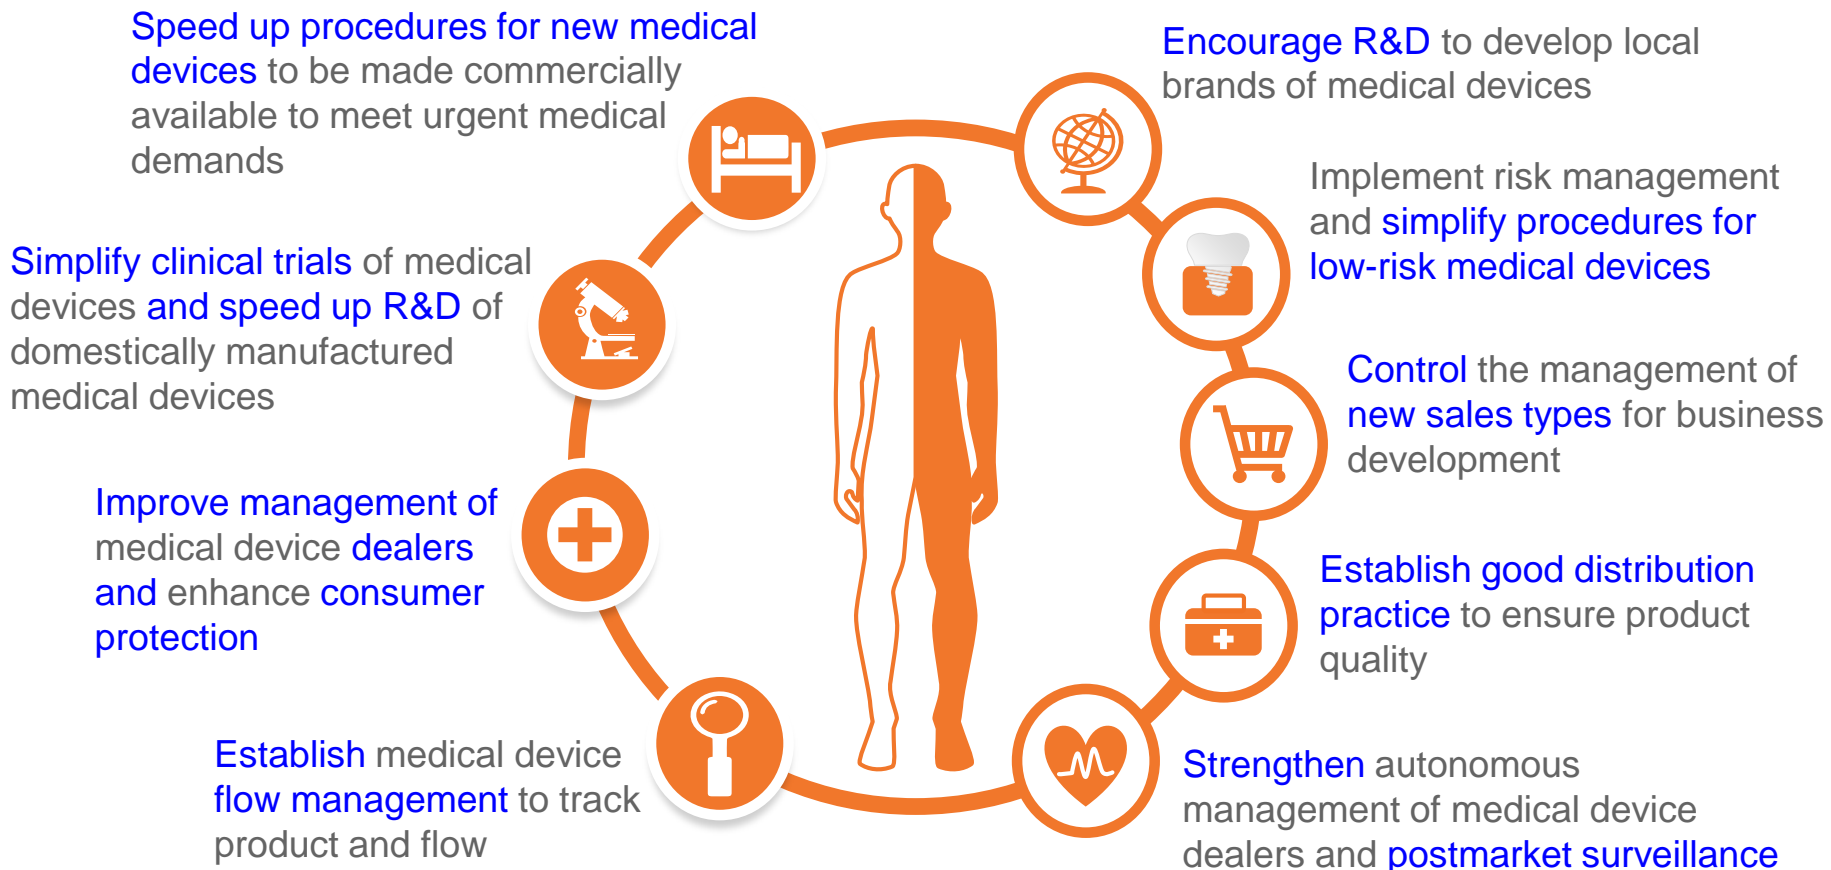 Speed up procedures for new medical
devices to be made commercially
available to meet urgent medical
demands
Simplify clinical trials of medical
devices and speed up R&D of
domestically manufactured
medical devices
Improve management of
medical device dealers
and enhance consumer
protection
Establish medical device
flow management to track
product and flow
Encourage R&D to develop local
brands of medical devices
Implement risk management
and simplify procedures for
low-risk medical devices
Control the management of
new sales types for business
development
Establish good distribution
practice to ensure product
quality
Strengthen autonomous
management of medical device
dealers and postmarket surveillance